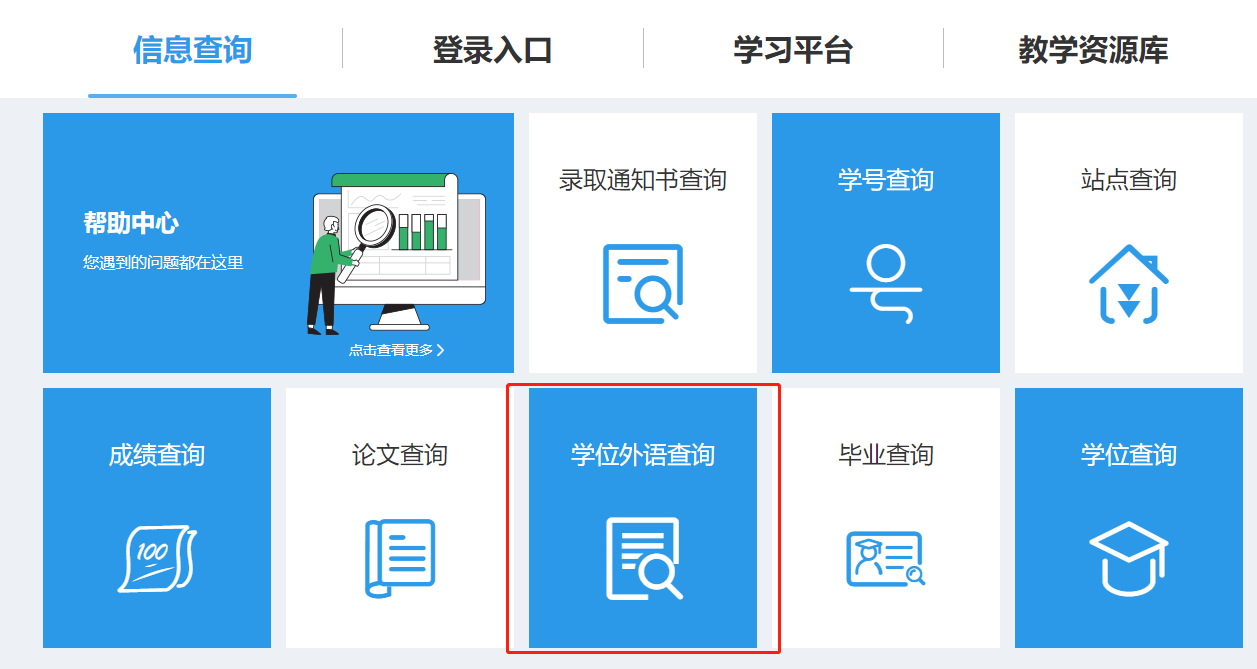 信息查询
登录入口
学习平台
教学资源库
帮助中心
您遇到的问题都在这里
点击查看更多
录取通知书查询
学号查询
站点查询
成绩查询
100
论文查询
学位外语查询
毕业查询
学位查询